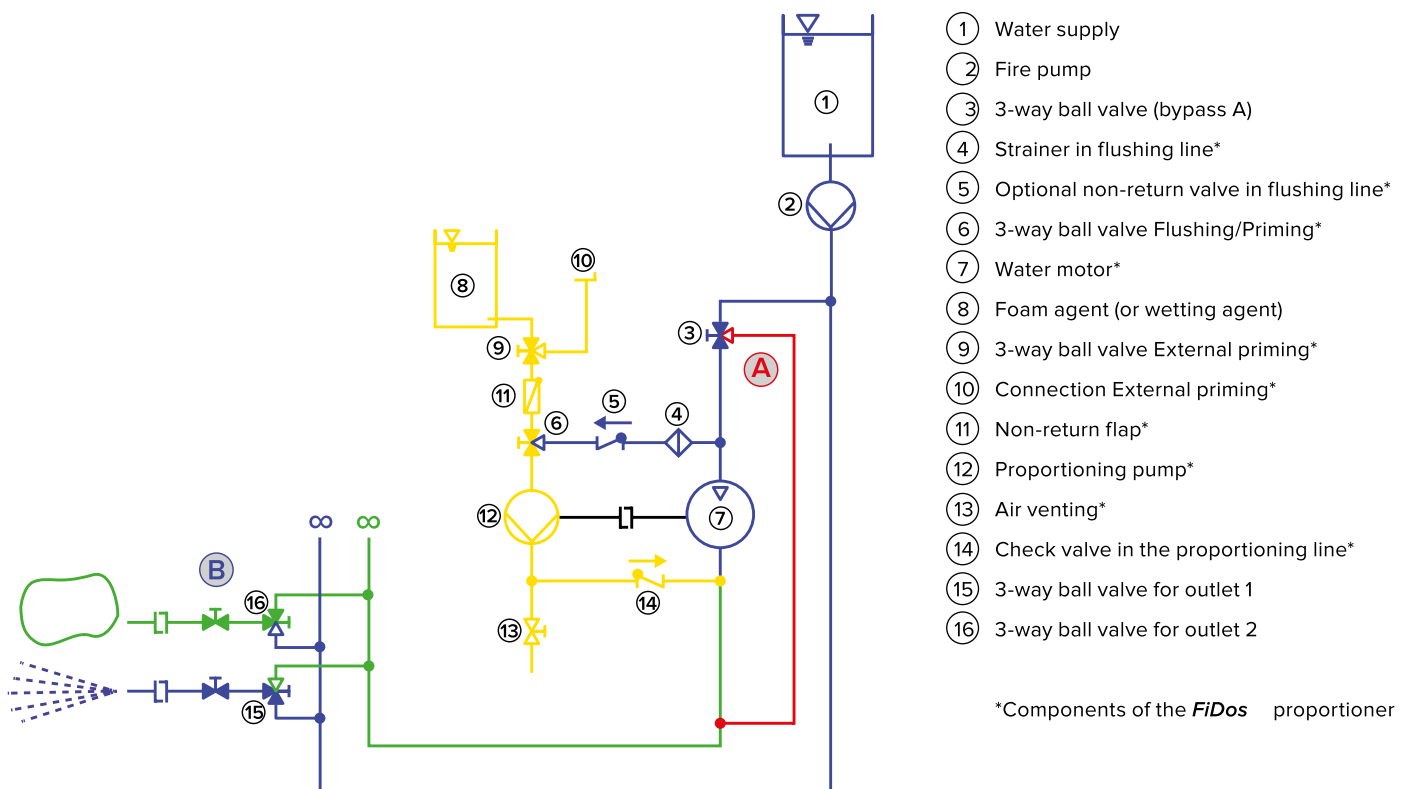 1 Water supply
2 Fire pump
3 3-way ball valve (bypass A)
4 Strainer in flushing line*
5 Optional non-return valve in flushing line*
6 3-way ball valve Flushing/Priming*
7 Water motor*
8 Foam agent (or wetting agent)
9 3-way ball valve External priming*
10 Connection External priming*
11 Non-return flap*
12 Proportioning pump*
13 Air venting*
14 Check valve in the proportioning line*
15 3-way ball valve for outlet 1
16 3-way ball valve for outlet 2
*Components of the FiDos proportioner
1
2
10
8
3
9
A
11
5
4
6
12
7
∞ ∞
B
16
14
13
15